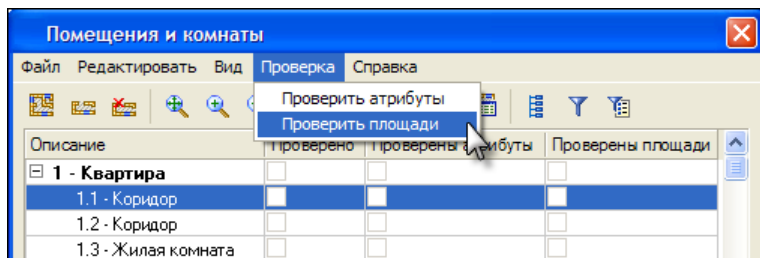 Помещения и комнаты
Файл Редактировать Вид Проверка Справка
Проверить атрибуты
Проверить площади
Описание Проверено Проверены атрибуты Проверены площади
1 - Квартира
1.1 - Коридор
1.2 - Коридор
1.3 - Жилая комната